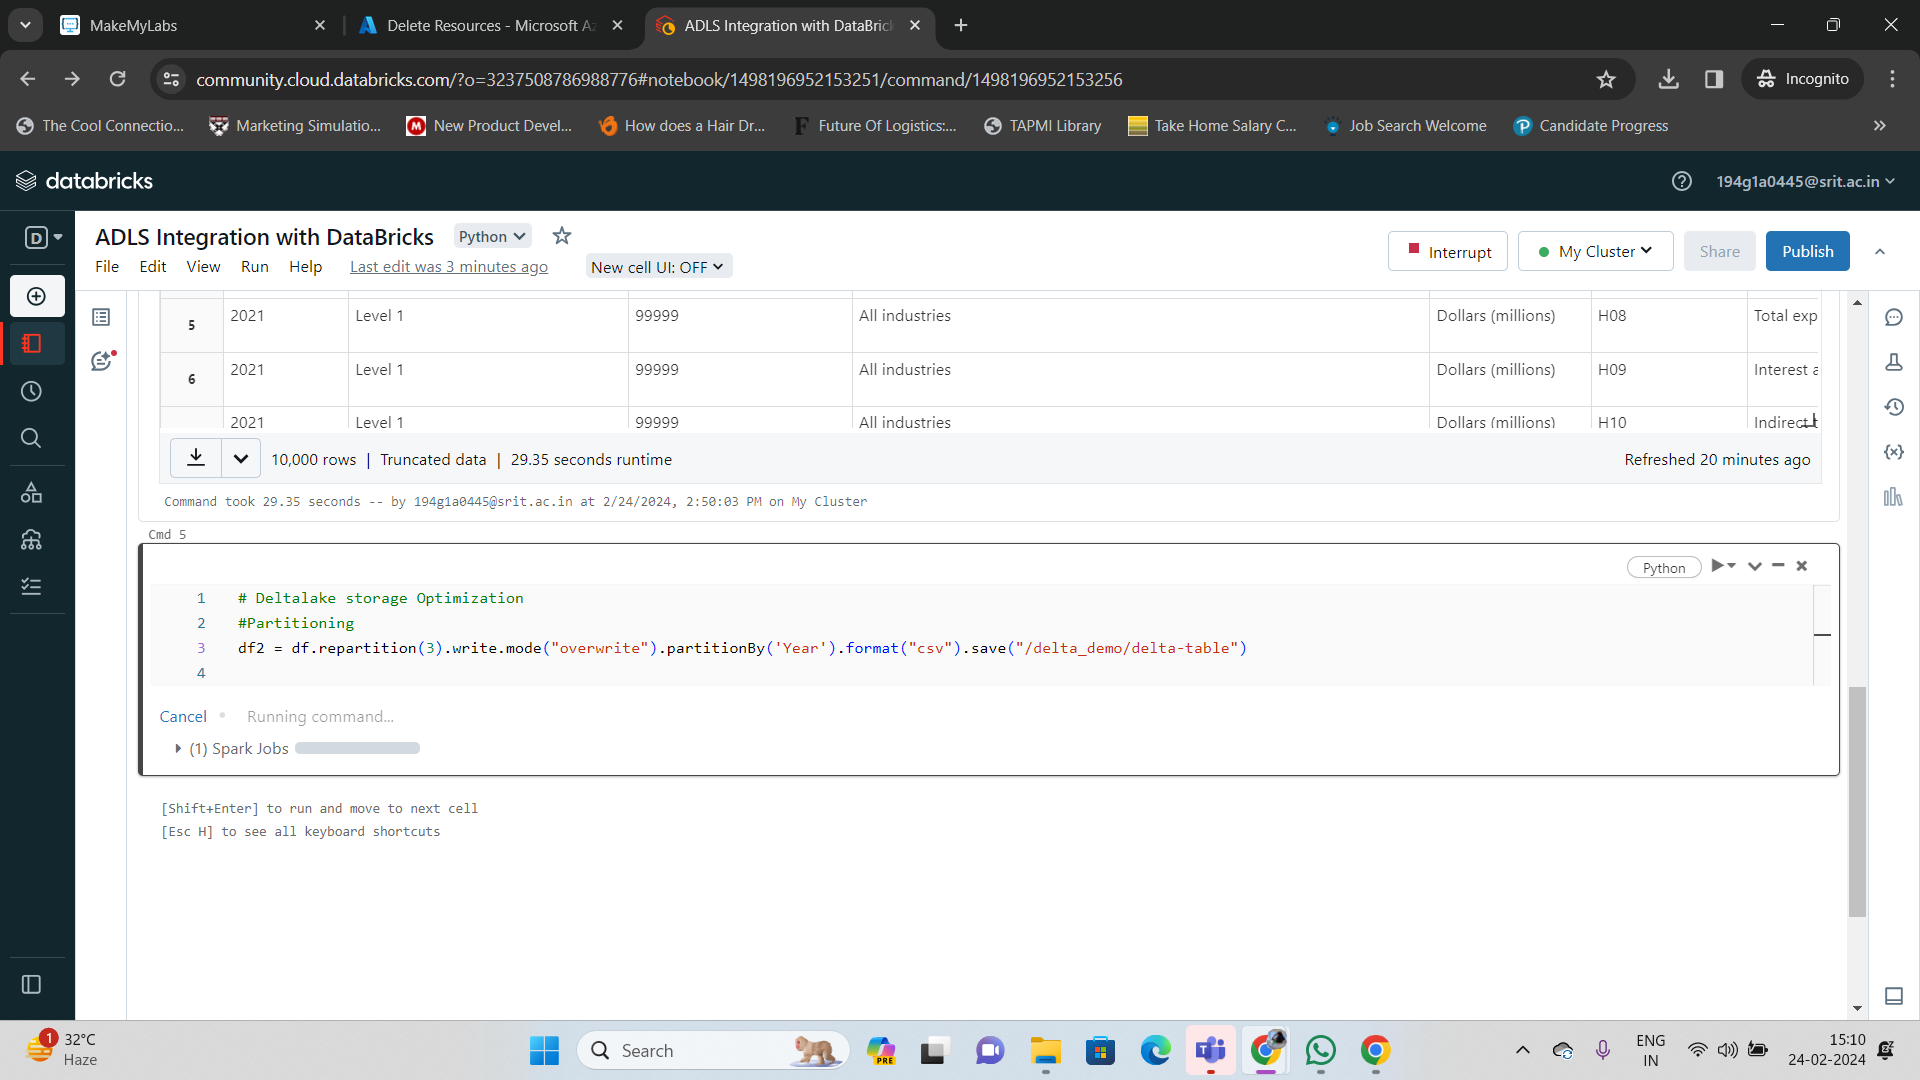 MakeMyLabs
Delete Resources - Microsoft Az
ADLS Integration with DataBrick
community.cloud.databricks.com/?o=3237508786988776#notebook/1498196952153251/command/1498196952153256
Incognito
The Cool Connectio...
Marketing Simulatio...
New Product Devel...
How does a Hair Dr...
Future Of Logistics:...
TAPMI Library
Take Home Salary C...
Job Search Welcome
Candidate Progress
databricks
194g1a0445@srit.ac.in
D
ADLS Integration with DataBricks
Python
File Edit View Run Help Last edit was 3 minutes ago New cell UI: OFF
Interrupt
My Cluster
Share
Publish
5 2021 Level 1 99999 All industries Dollars (millions) H08 Total exp
6 2021 Level 1 99999 All industries Dollars (millions) H09 Interest a
2021 Level 1 99999 All industries Dollars (millions) H10 Indirect t
10,000 rows | Truncated data | 29.35 seconds runtime
Refreshed 20 minutes ago
Command took 29.35 seconds -- by 194g1a0445@srit.ac.in at 2/24/2024, 2:50:03 PM on My Cluster
Cmd 5
Python
1 # Deltalake storage Optimization
2 #Partitioning
3 df2 = df.repartition(3).write.mode("overwrite").partitionBy('Year').format("csv").save("/delta_demo/delta-table")
4
Cancel Running command...
(1) Spark Jobs
[Shift+Enter] to run and move to next cell
[Esc H] to see all keyboard shortcuts
1
32°C
Haze
Search
PRE
ENG
IN
15:10
24-02-2024